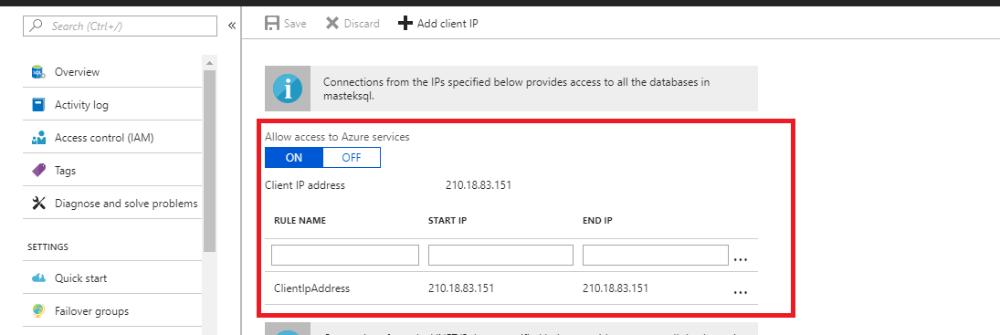 Search (Ctrl+/)
«
Save
Discard
Add client IP
Overview
Activity log
Access control (IAM)
Tags
Diagnose and solve problems
SETTINGS
Quick start
Failover groups
Connections from the IPs specified below provides access to all the databases in
masteksql.
Allow access to Azure services
ON OFF
Client IP address 210.18.83.151
RULE NAME START IP END IP
...
ClientIpAddress 210.18.83.151 210.18.83.151 ...